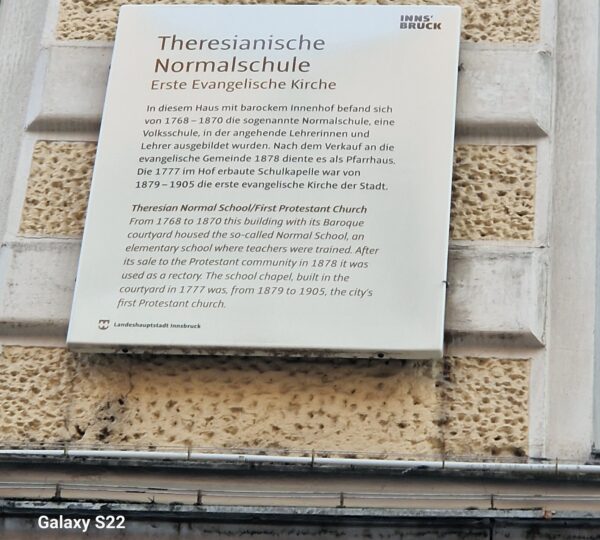 INNS'
BRUCK
Theresianische
Normalschule
Erste Evangelische Kirche
In diesem Haus mit barockem Innenhof befand sich
von 1768 – 1870 die sogenannte Normalschule, eine
Volksschule, in der angehende Lehrerinnen und
Lehrer ausgebildet wurden. Nach dem Verkauf an die
evangelische Gemeinde 1878 diente es als Pfarrhaus.
Die 1777 im Hof erbaute Schulkapelle war von
1879 – 1905 die erste evangelische Kirche der Stadt.
Theresian Normal School/First Protestant Church
From 1768 to 1870 this building with its Baroque
courtyard housed the so-called Normal School, an
elementary school where teachers were trained. After
its sale to the Protestant community in 1878 it was
used as a rectory. The school chapel, built in the
courtyard in 1777 was, from 1879 to 1905, the city's
first Protestant church.
Landeshauptstadt Innsbruck
Galaxy S22